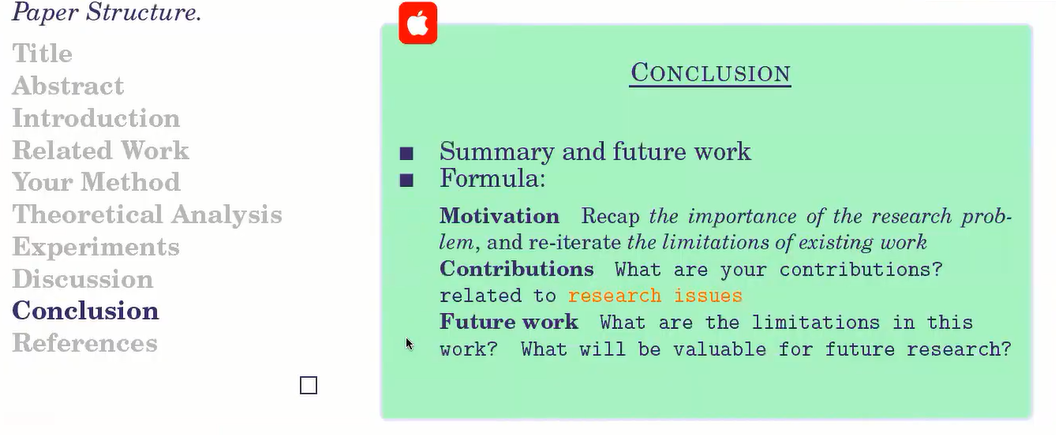 Paper Structure.
Title
Abstract
Introduction
Related Work
Your Method
Theoretical Analysis
Experiments
Discussion
Conclusion
References
Conclusion
Summary and future work
Formula:
Motivation Recap the importance of the research prob-
lem, and re-iterate the limitations of existing work
Contributions What are your contributions?
related to research issues
Future work What are the limitations in this
work? What will be valuable for future research?